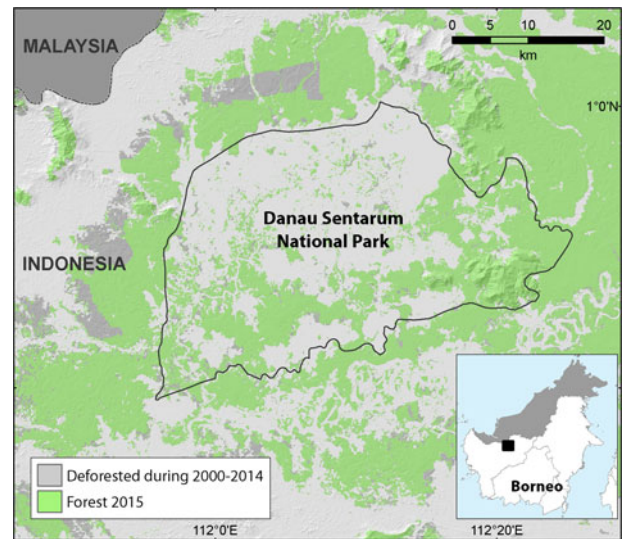 MALAYSIA
0 5 10 20
km
1°0'N
Danau Sentarum
National Park
INDONESIA
Deforested during 2000-2014
Forest 2015
Borneo
112°0'E
112°20'E